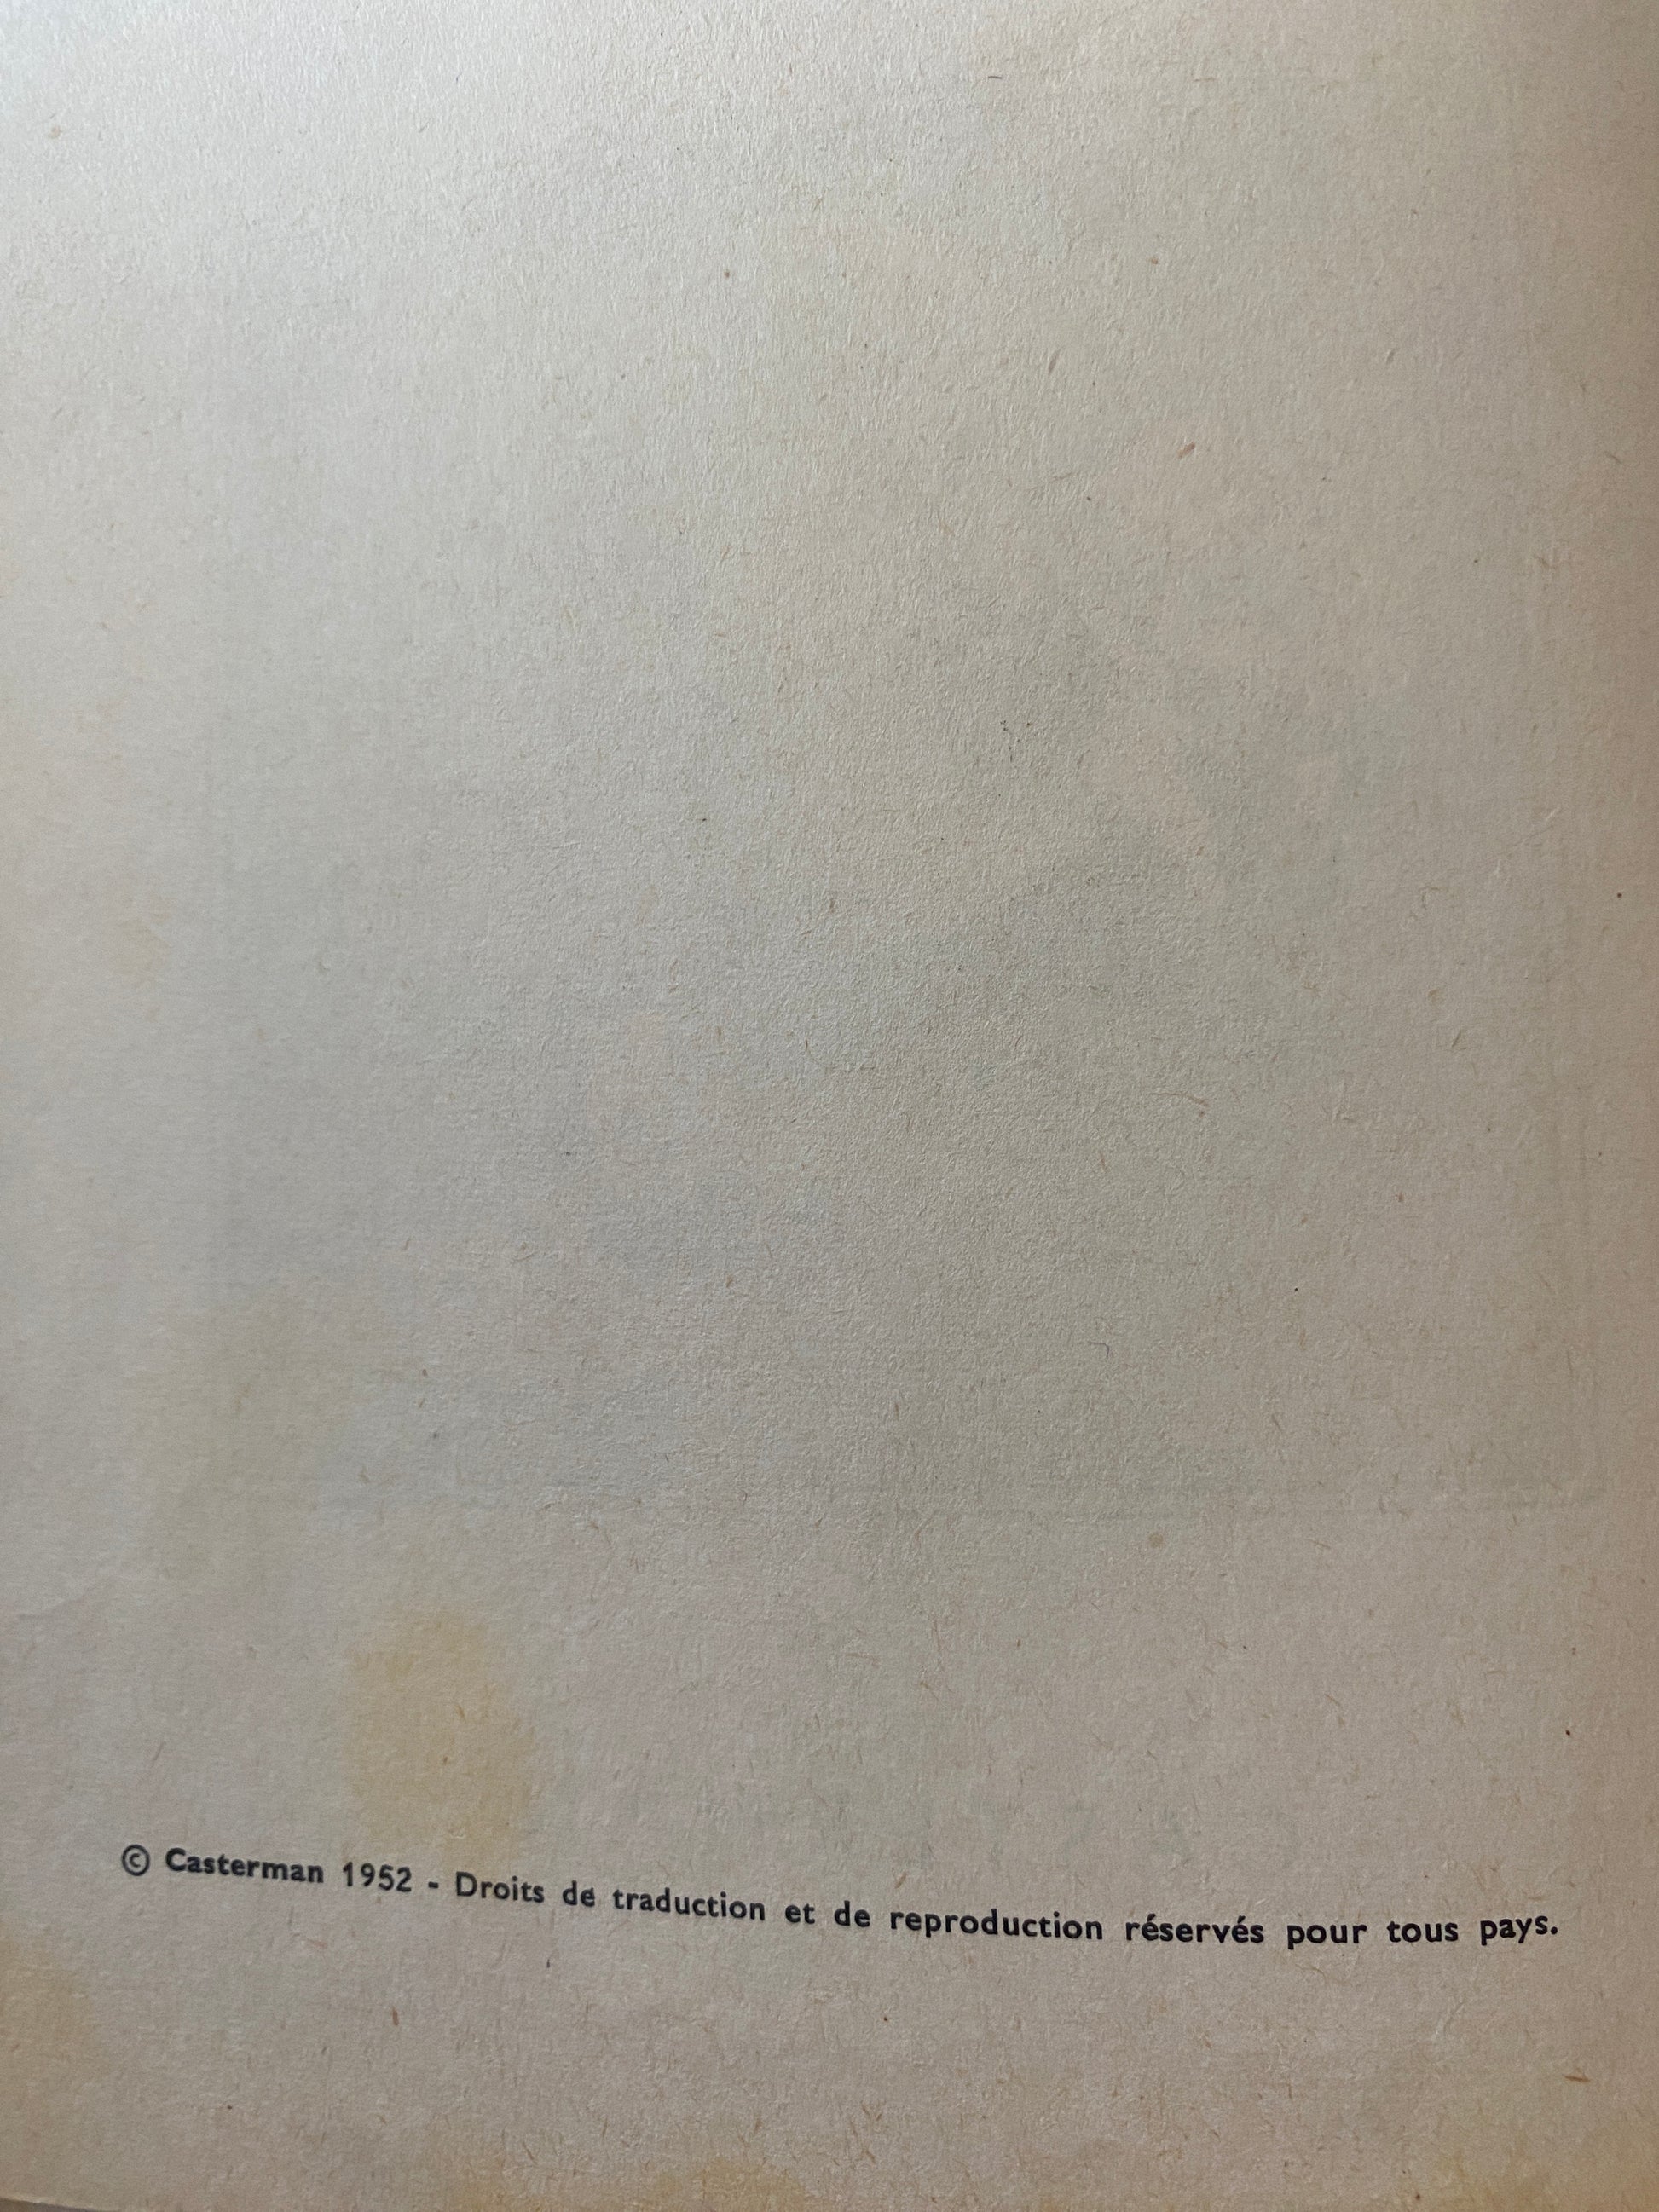 © Casterman 1952 - Droits de traduction et de reproduction réservés pour tous pays.